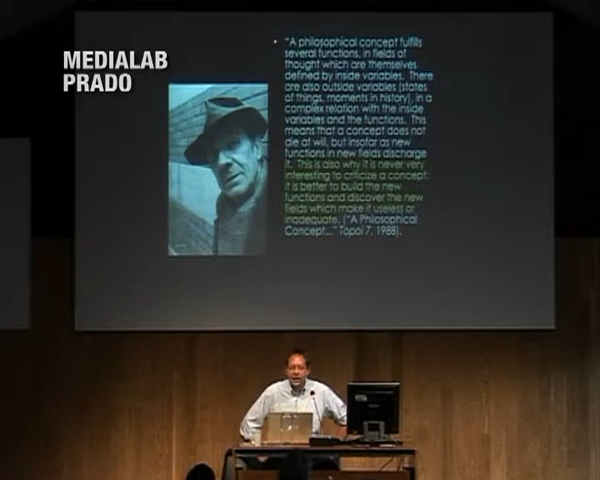 MEDIALAB
PRADO
• "A philosophical concept fulfills
several functions, in fields of
thought which are themselves
defined by inside variables. There
are also outside variables (states
of things, moments in history), in a
complex relation with the inside
variables and the functions. This
means that a concept does not
die at will, but insofar as new
functions in new fields discharge
it. This is also why it is never very
interesting to criticize a concept:
it is better to build the new
functions and discover the new
fields which make it useless or
inadequate. ("A Philosophical
Concept..." Topoi 7, 1988).